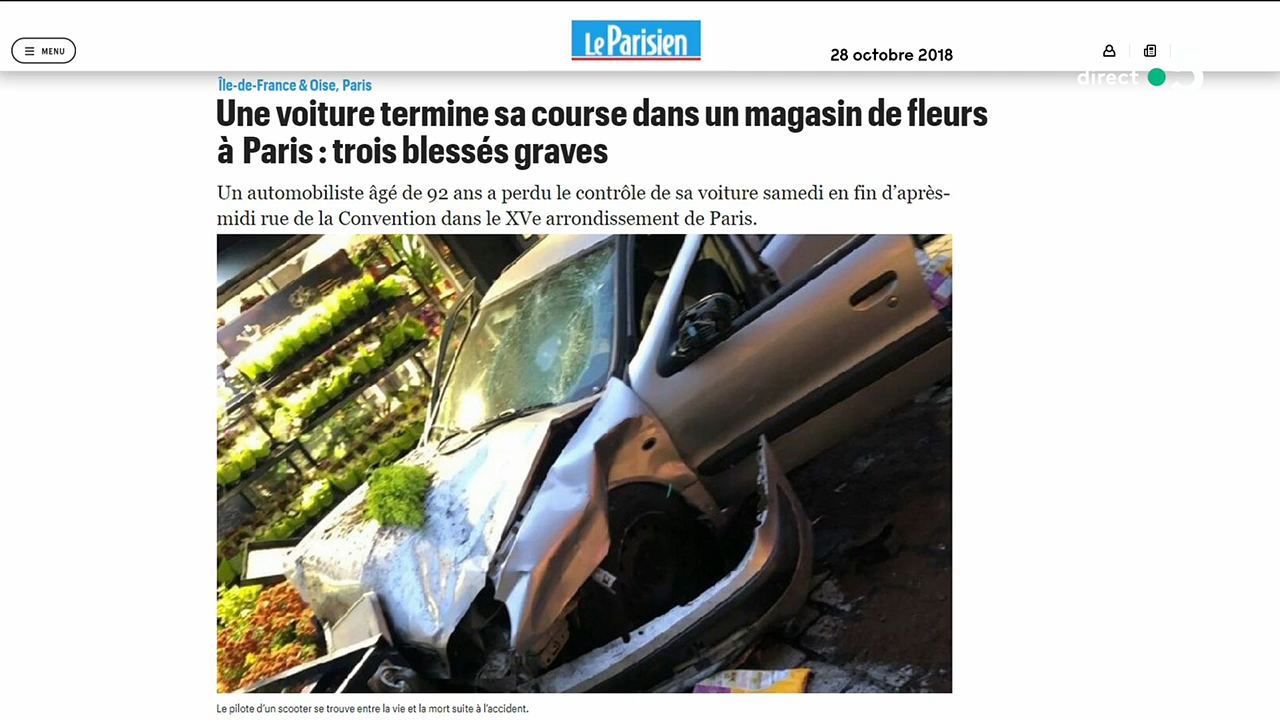 MENU
Le Parisien
28 octobre 2018
direct
Île-de-France & Oise, Paris
Une voiture termine sa course dans un magasin de fleurs
à Paris : trois blessés graves
Un automobiliste âgé de 92 ans a perdu le contrôle de sa voiture samedi en fin d'après-
midi rue de la Convention dans le XVe arrondissement de Paris.
Le pilote d'un scooter se trouve entre la vie et la mort suite à l'accident.